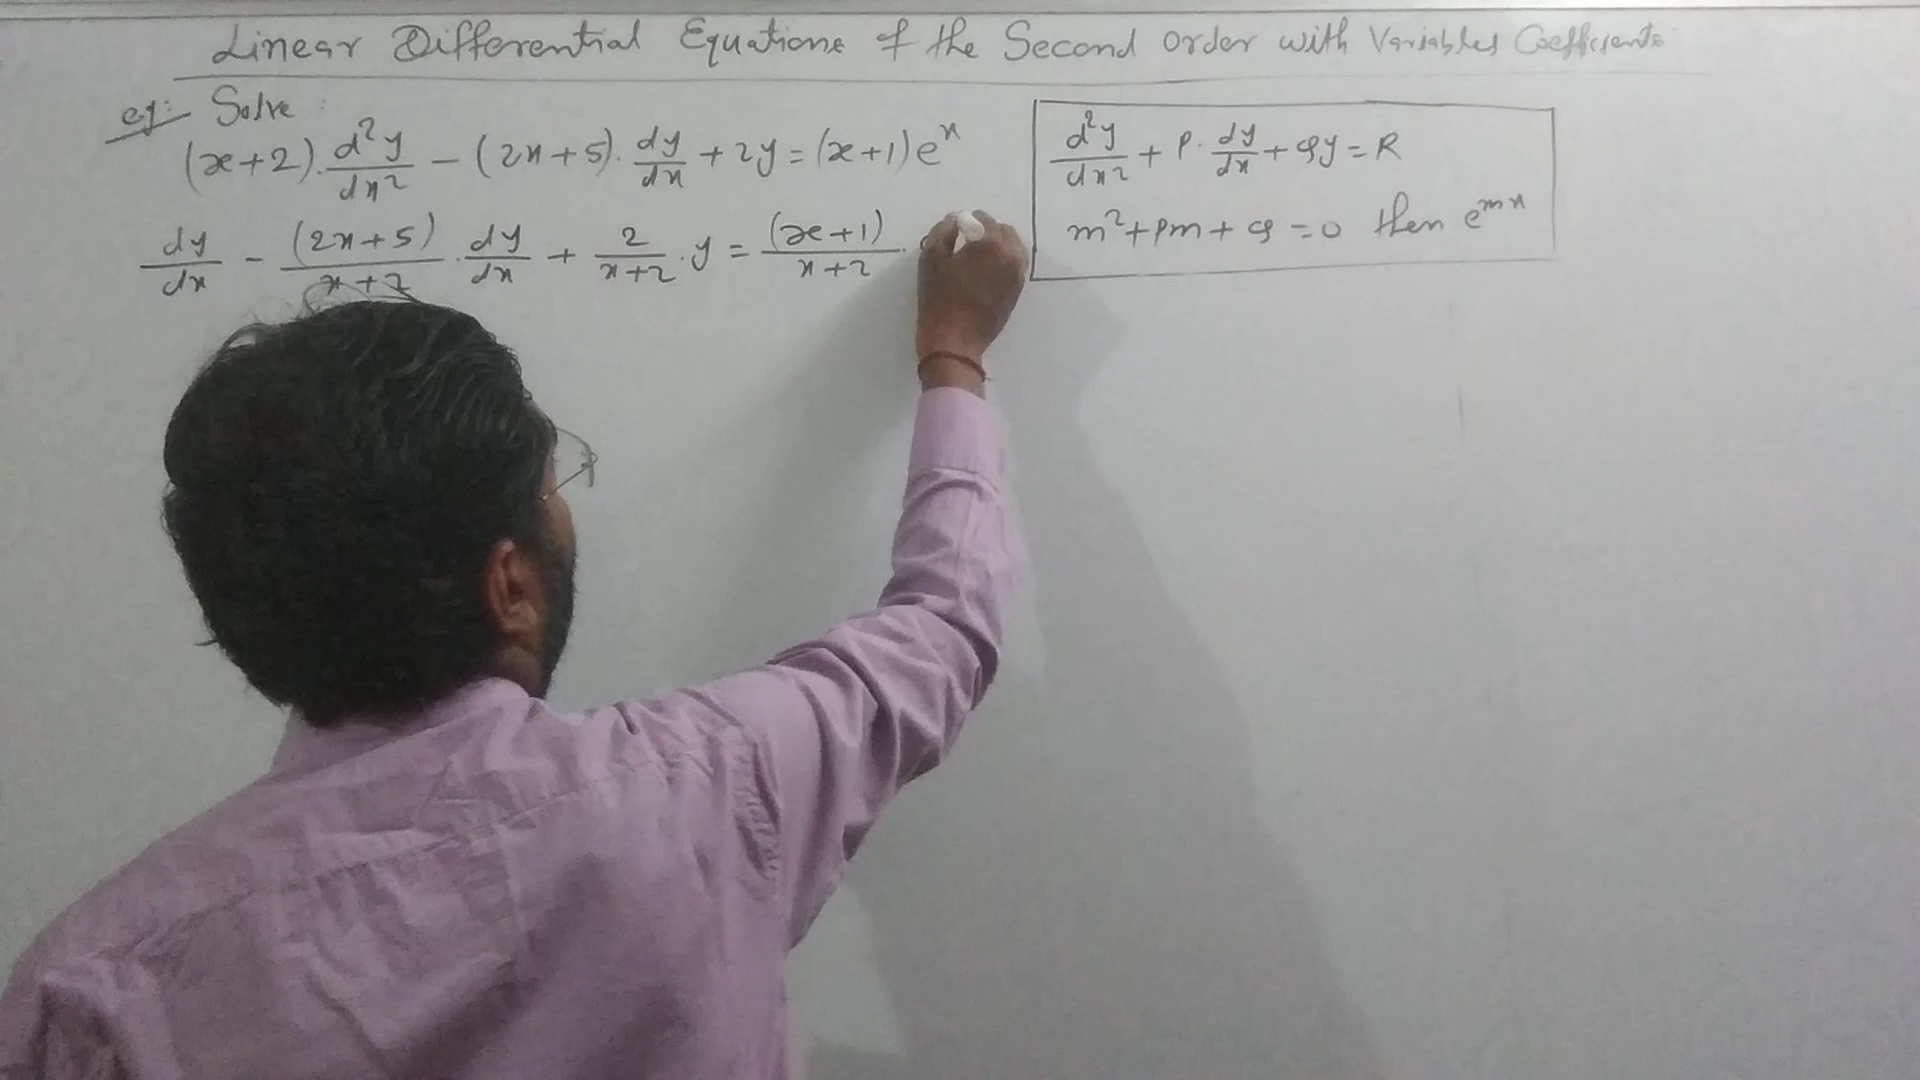 Linear Differential Equations of the Second Order with Variables Coefficients
eg:- Solve :
(x+2). d²y/dx² - (2x+5). dy/dx + 2y = (x+1)eˣ
dy/dx - (2x+5)/x+2 . dy/dx + 2/x+2 . y = (x+1)/x+2 .
d²y/dx² + P. dy/dx + Qy = R
m² + Pm + Q = 0 then eᵐˣ